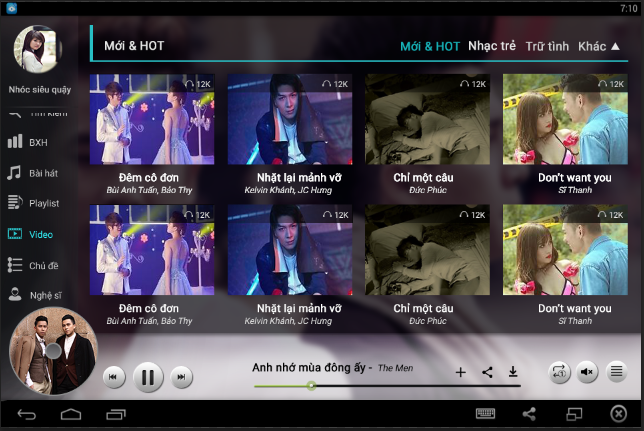 7:10
Nhóc siêu quậy
Tìm kiếm
BXH
Bài hát
Playlist
Video
Chủ đề
Nghệ sĩ
Mới & HOT
Mới & HOT Nhạc trẻ Trữ tình Khác
12K 12K 12K 12K
Đêm cô đơn Nhặt lại mảnh vỡ Chỉ một câu Don't want you
Bùi Anh Tuấn, Bảo Thy Kelvin Khánh, JC Hưng Đức Phúc Sĩ Thanh
12K 12K 12K 12K
Đêm cô đơn Nhặt lại mảnh vỡ Chỉ một câu Don't want you
Bùi Anh Tuấn, Bảo Thy Kelvin Khánh, JC Hưng Đức Phúc Sĩ Thanh
Anh nhớ mùa đông ấy - The Men
1